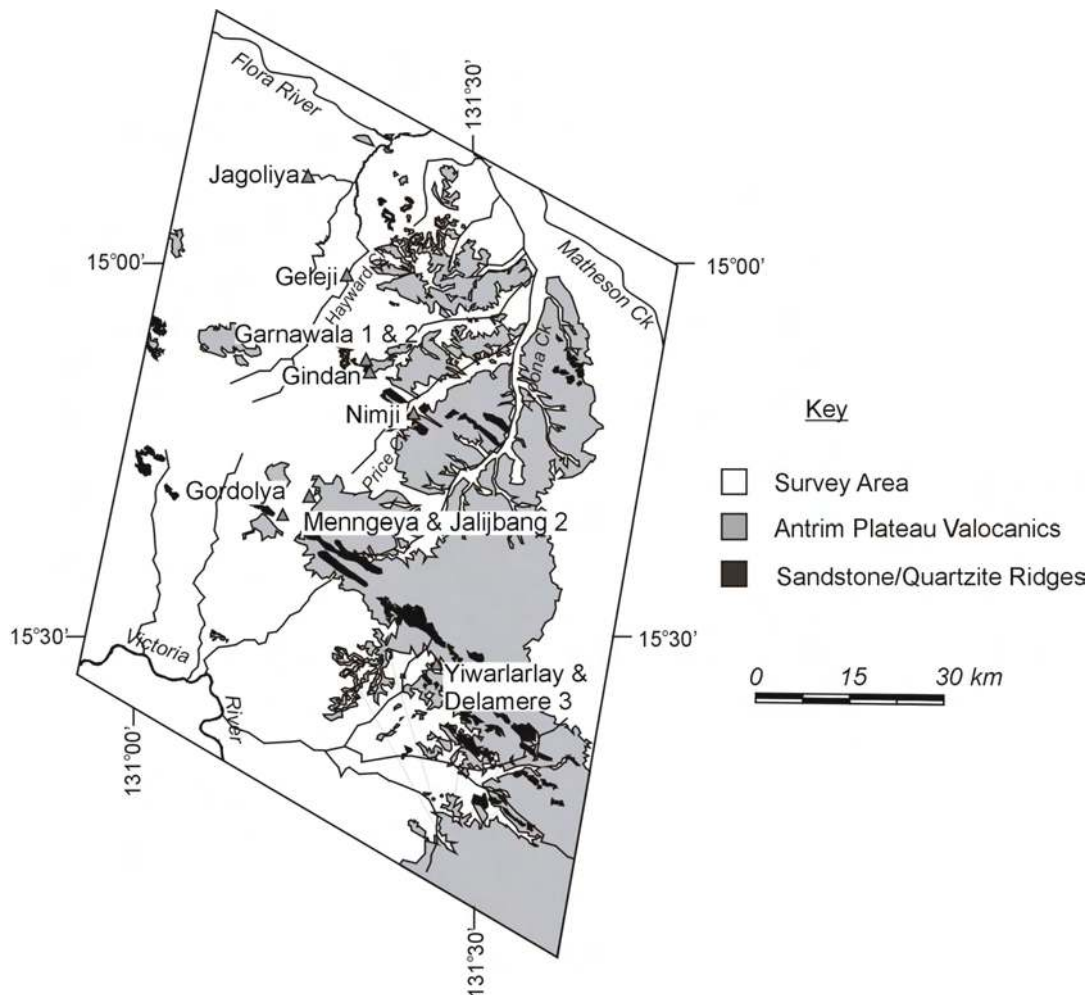 Flora River
131°30'
Jagoliya
15°00'
15°00'
Matheson Ck
Geleji
Hayward Ck
Garnawala 1 & 2
Gindan
ona Ck
Nimji
Price Ck
Key
Survey Area
Gordolya
Menngeya & Jalijbang 2
Antrim Plateau Valocanics
Sandstone/Quartzite Ridges
15°30'
15°30'
Victoria
River
Yiwarlarlay &
Delamere 3
0 15 30 km
131°00'
131°30'